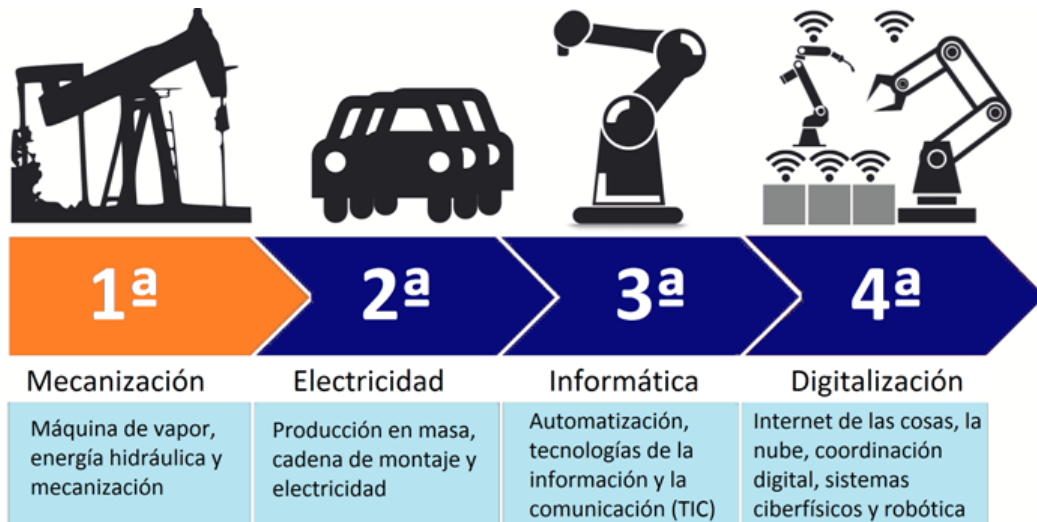 1ª
2ª
3ª
4ª
Mecanización
Electricidad
Informática
Digitalización
Máquina de vapor,
energía hidráulica y
mecanización
Producción en masa,
cadena de montaje y
electricidad
Automatización,
tecnologías de la
información y la
comunicación (TIC)
Internet de las cosas, la
nube, coordinación
digital, sistemas
ciberfísicos y robótica